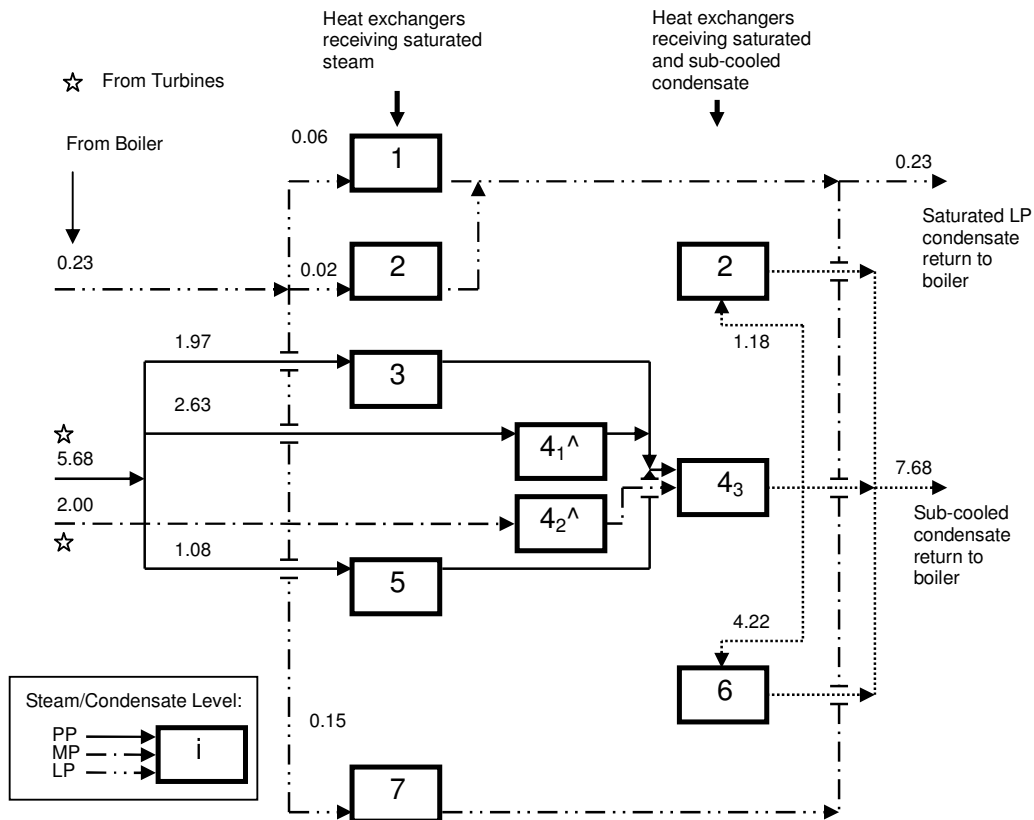 Heat exchangers
receiving saturated
steam
Heat exchangers
receiving saturated
and sub-cooled
condensate
From Turbines
From Boiler
0.06
1
0.23
Saturated LP
condensate
return to
boiler
0.23
0.02
2
2
1.18
1.97
3
2.63
4₁^
5.68
4₃
7.68
2.00
4₂^
Sub-cooled
condensate
return to
boiler
1.08
5
4.22
6
Steam/Condensate Level:
PP
MP
LP
i
0.15
7